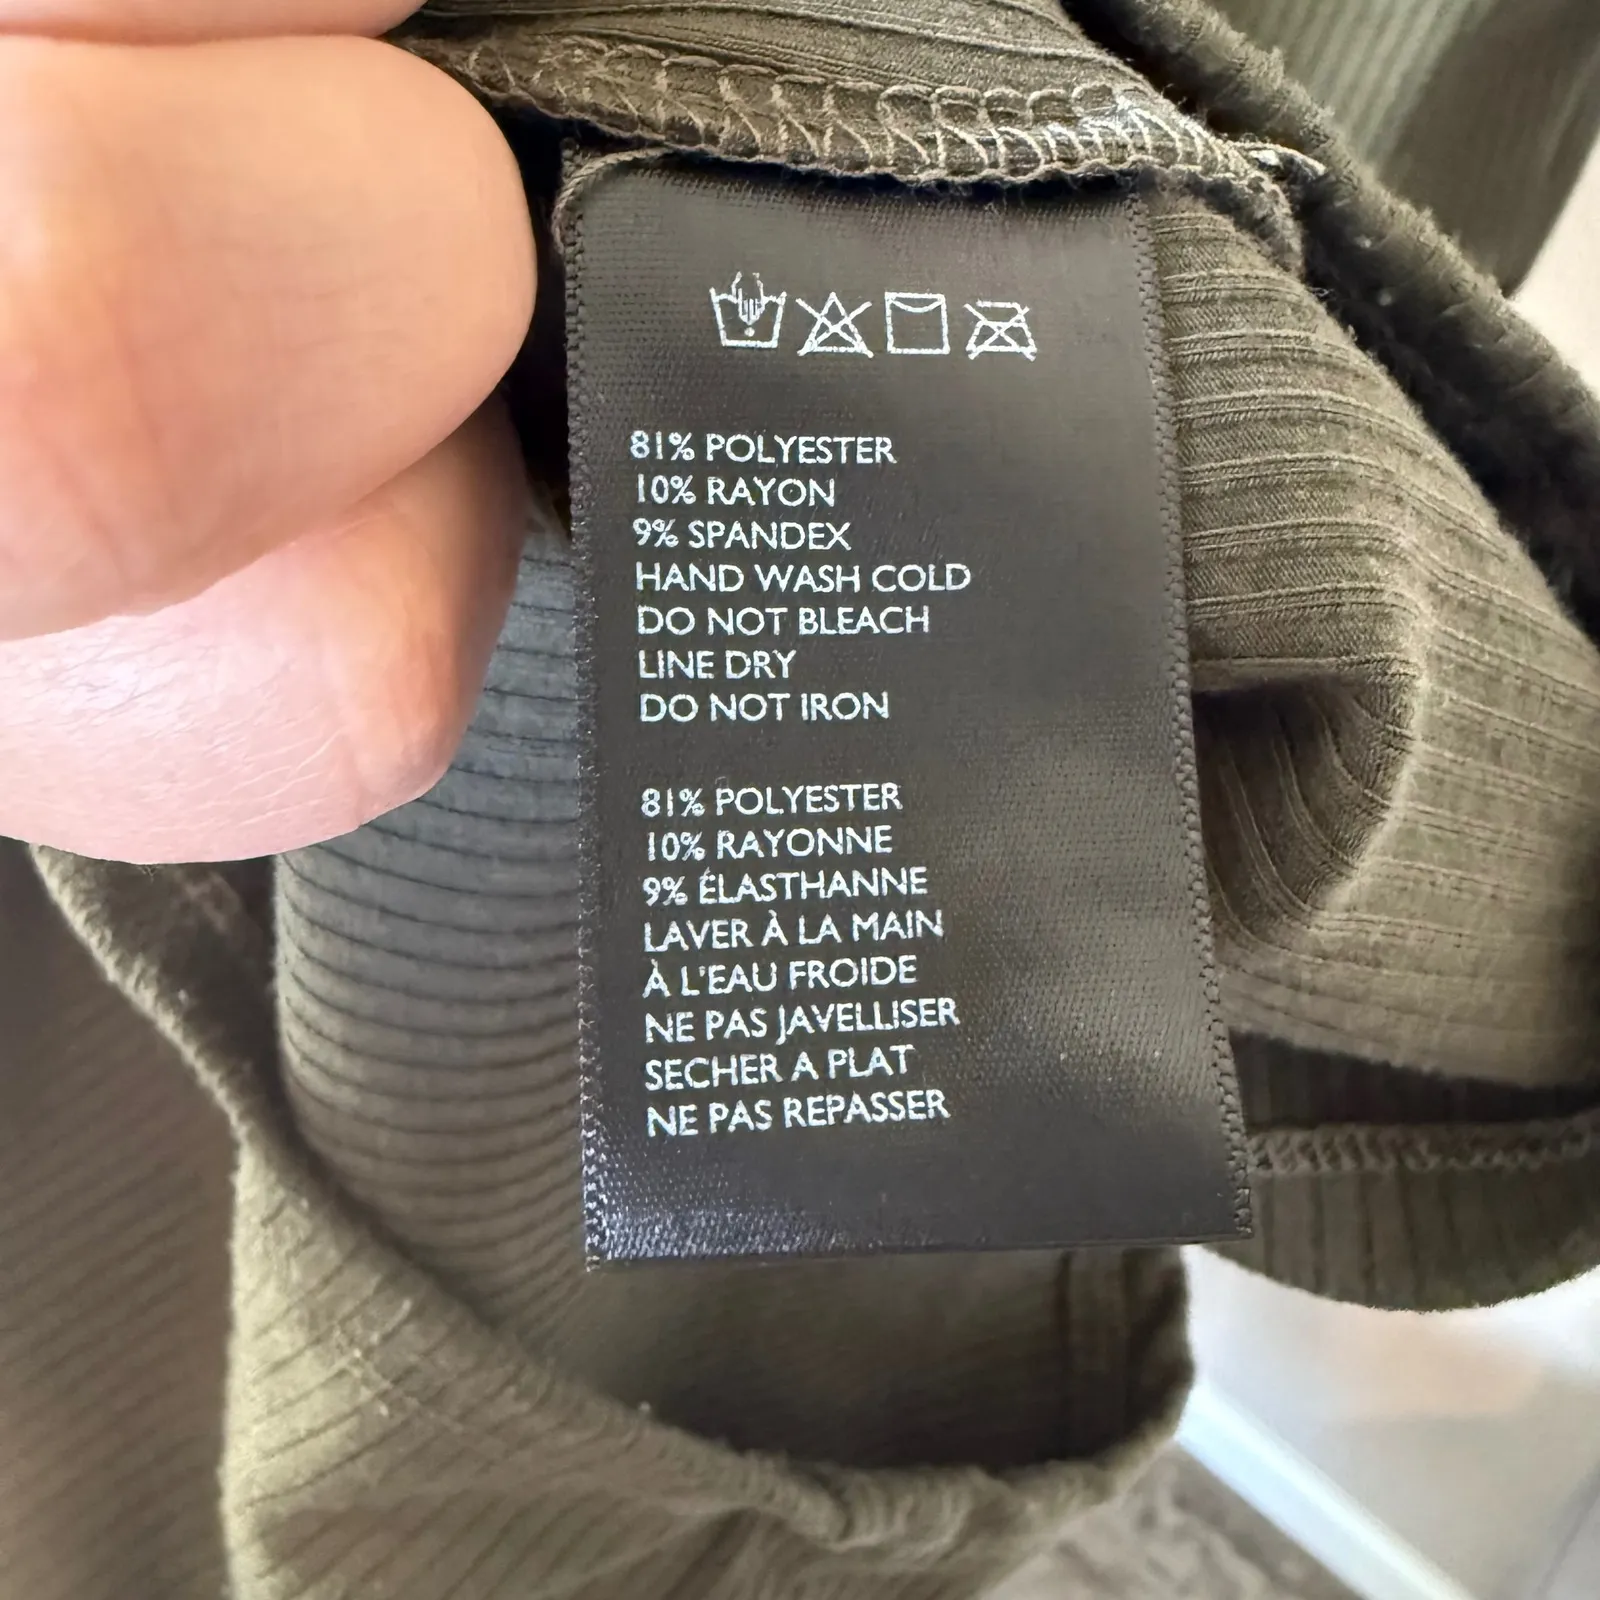 81% POLYESTER
10% RAYON
9% SPANDEX
HAND WASH COLD
DO NOT BLEACH
LINE DRY
DO NOT IRON
81% POLYESTER
10% RAYONNE
9% ÉLASTHANNE
LAVER À LA MAIN
À L'EAU FROIDE
NE PAS JAVELLISER
SECHER A PLAT
NE PAS REPASSER